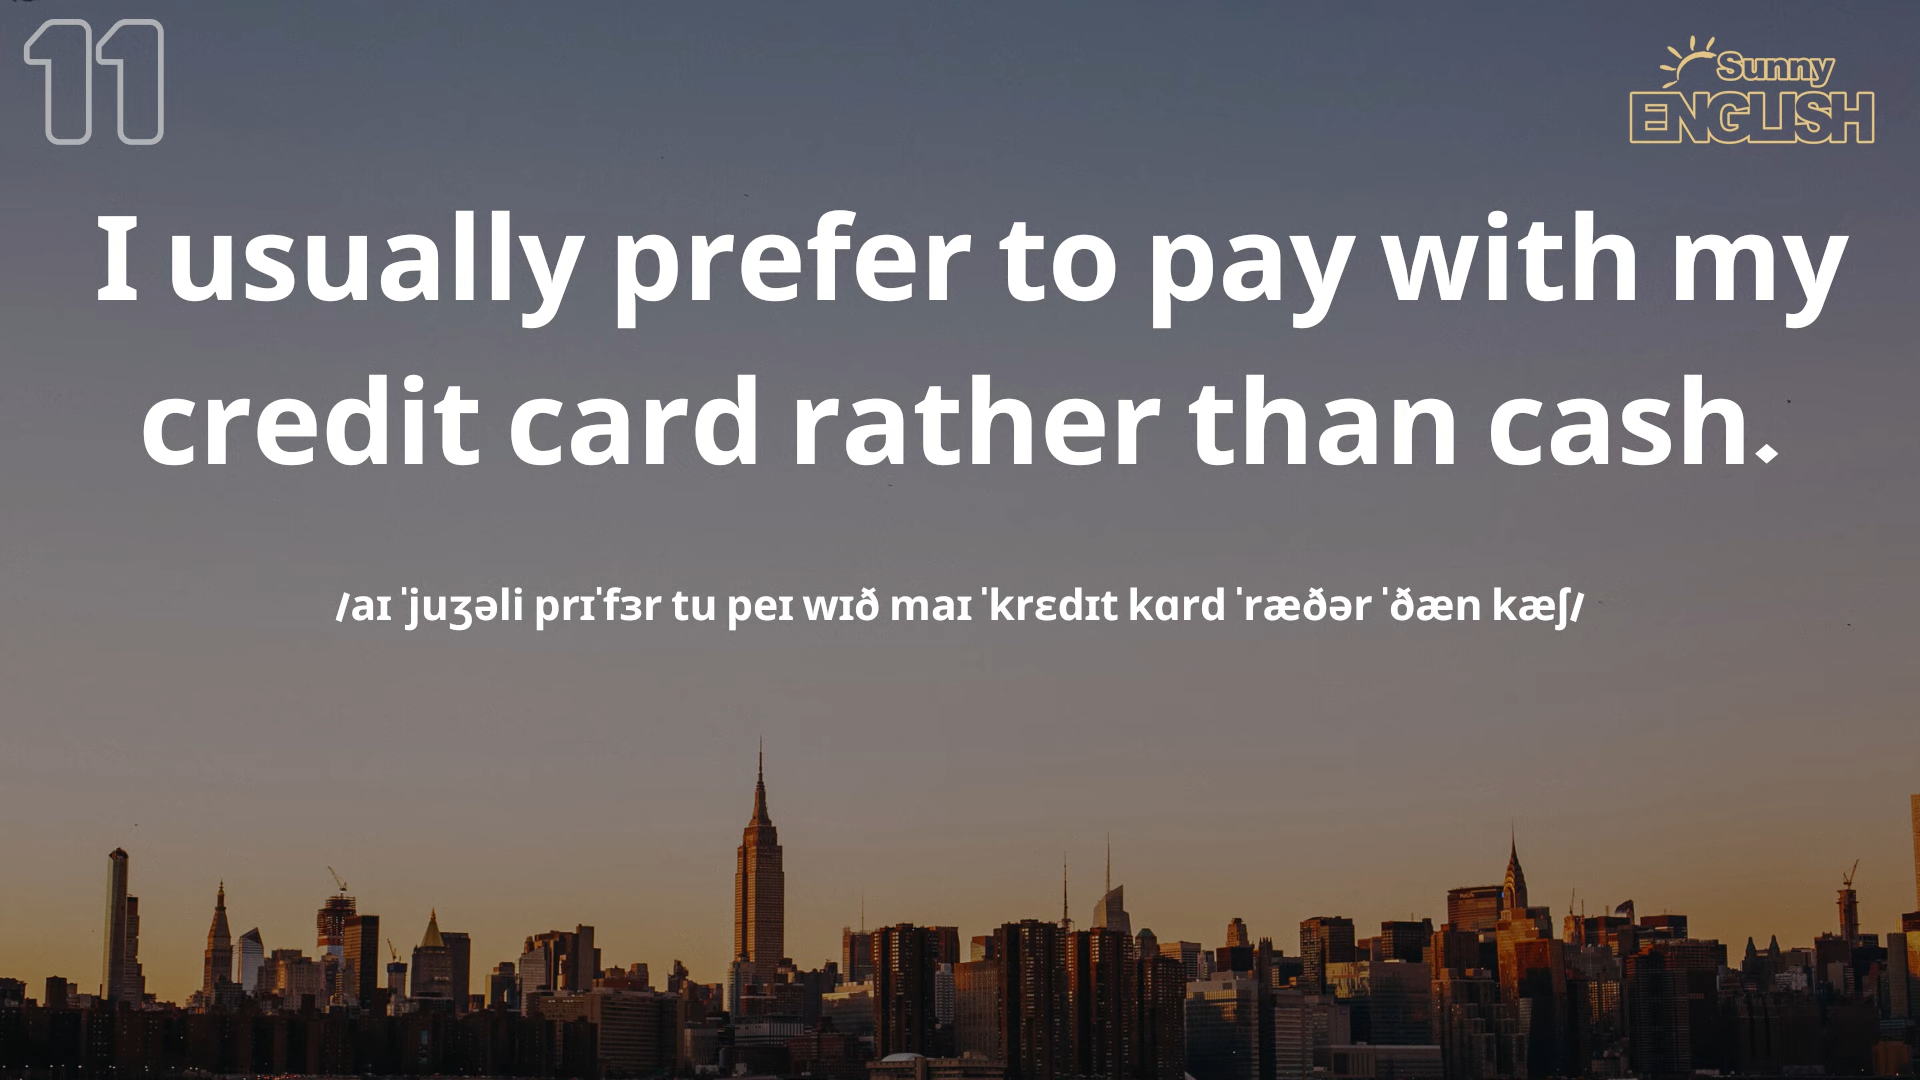 11
Sunny
ENGLISH
I usually prefer to pay with my
credit card rather than cash.
/aɪ ˈjuʒəli prɪˈfɜr tu peɪ wɪð maɪ ˈkrɛdɪt kɑrd ˈræðər ˈðæn kæʃ/